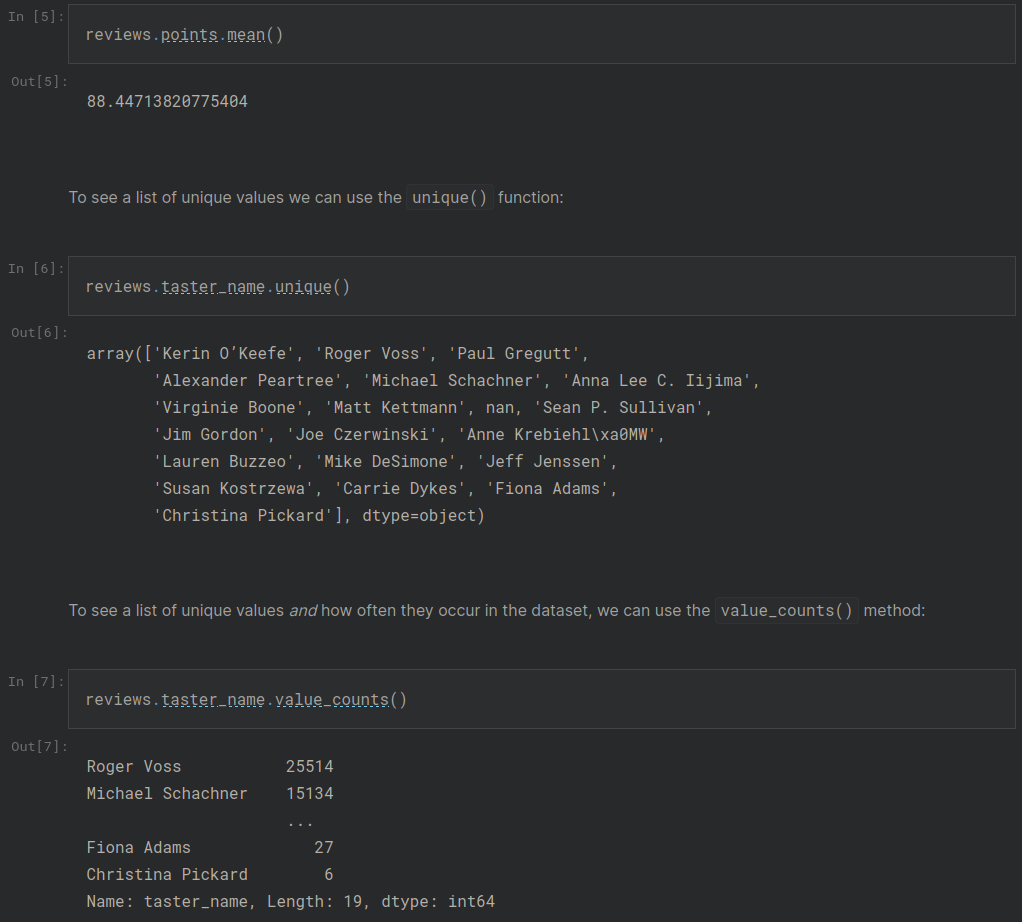 In [5]:
reviews.points.mean()
Out[5]:
88.44713820775404
To see a list of unique values we can use the unique() function:
In [6]:
reviews.taster_name.unique()
Out[6]:
array(['Kerin O’Keefe', 'Roger Voss', 'Paul Gregutt',
       'Alexander Peartree', 'Michael Schachner', 'Anna Lee C. Iijima',
       'Virginie Boone', 'Matt Kettmann', nan, 'Sean P. Sullivan',
       'Jim Gordon', 'Joe Czerwinski', 'Anne Krebiehl\xa0MW',
       'Lauren Buzzeo', 'Mike DeSimone', 'Jeff Jenssen',
       'Susan Kostrzewa', 'Carrie Dykes', 'Fiona Adams',
       'Christina Pickard'], dtype=object)
To see a list of unique values and how often they occur in the dataset, we can use the value_counts() method:
In [7]:
reviews.taster_name.value_counts()
Out[7]:
Roger Voss           25514
Michael Schachner    15134
                     ...
Fiona Adams             27
Christina Pickard        6
Name: taster_name, Length: 19, dtype: int64